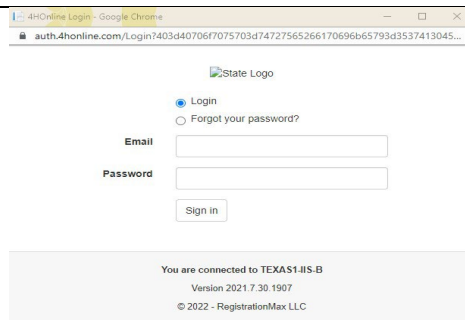 4HOnline Login - Google Chrome
auth.4honline.com/Login?403d40706f7075703d74727565266170696b65793d3537413045...
State Logo
Login
Forgot your password?
Email
Password
Sign in
You are connected to TEXAS1-IIS-B
Version 2021.7.30.1907
© 2022 - RegistrationMax LLC